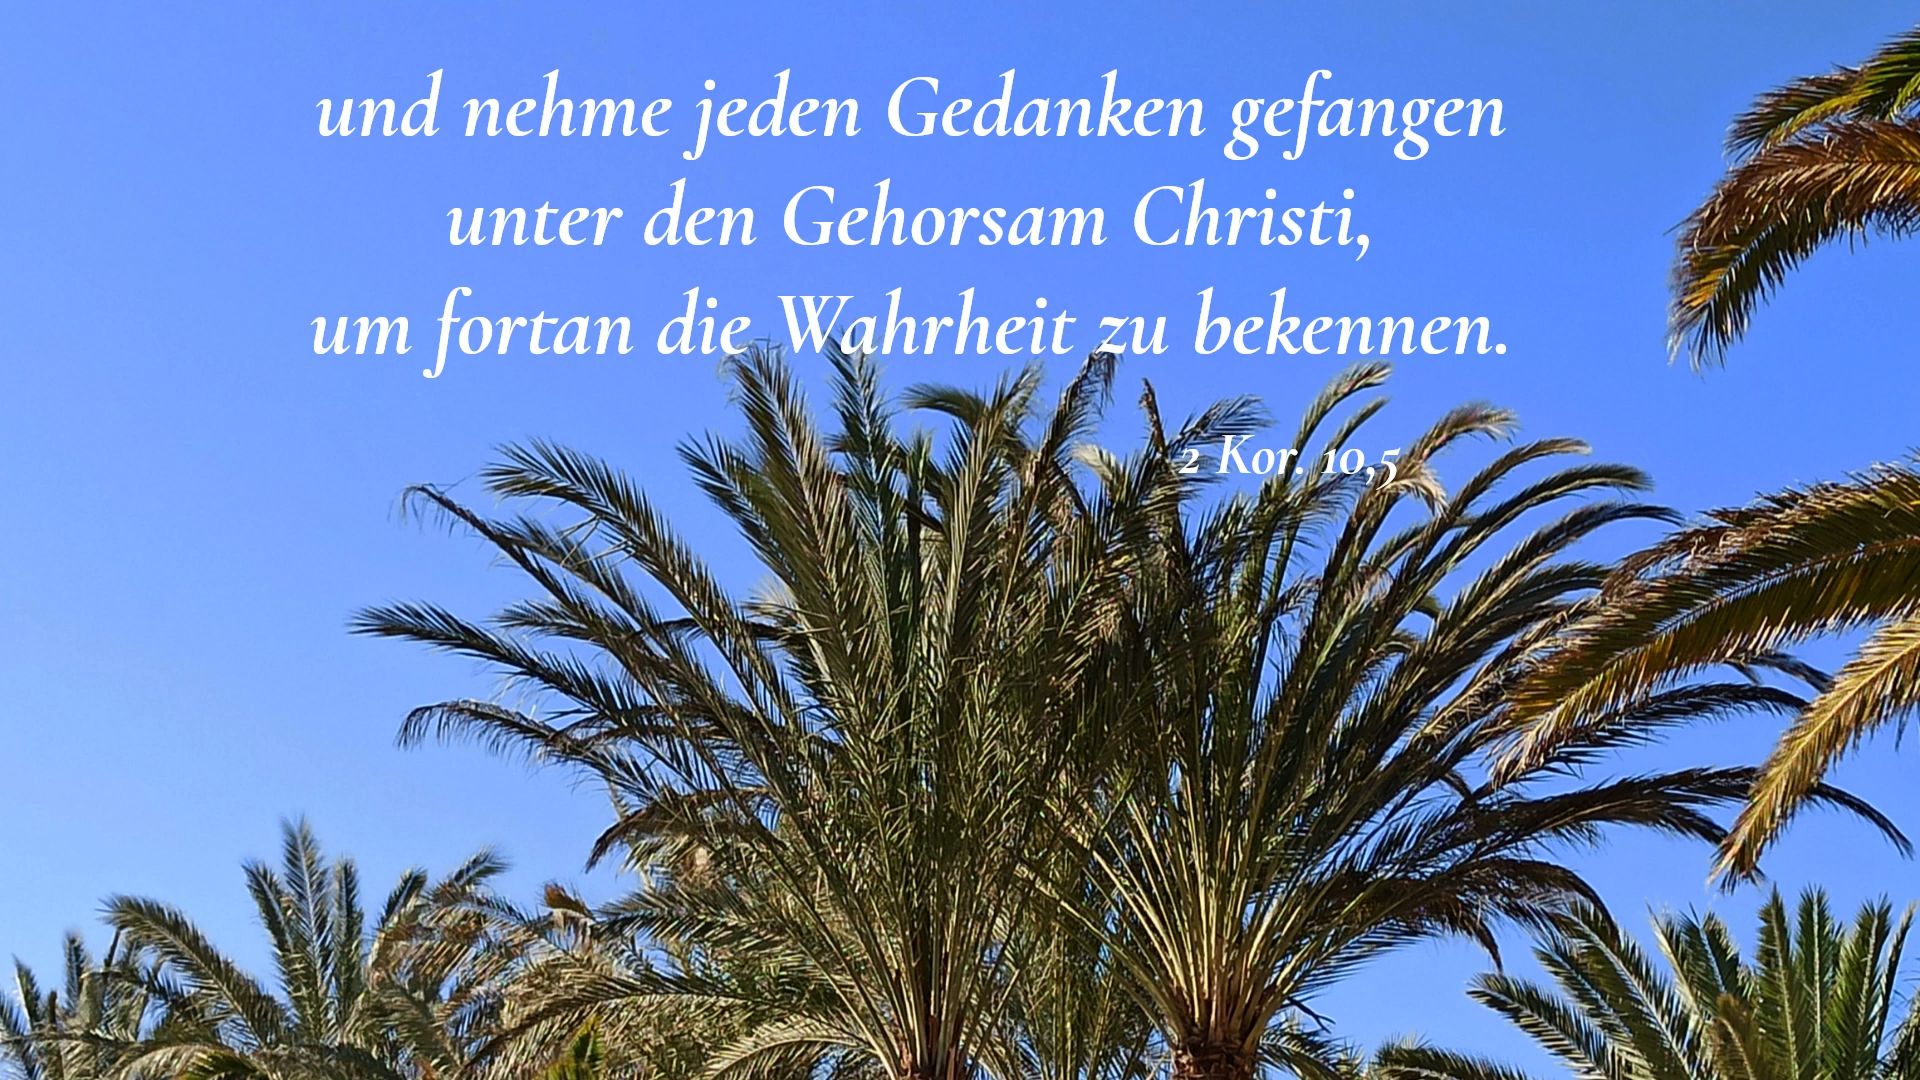 und nehme jeden Gedanken gefangen
unter den Gehorsam Christi,
um fortan die Wahrheit zu bekennen.
2 Kor. 10,5